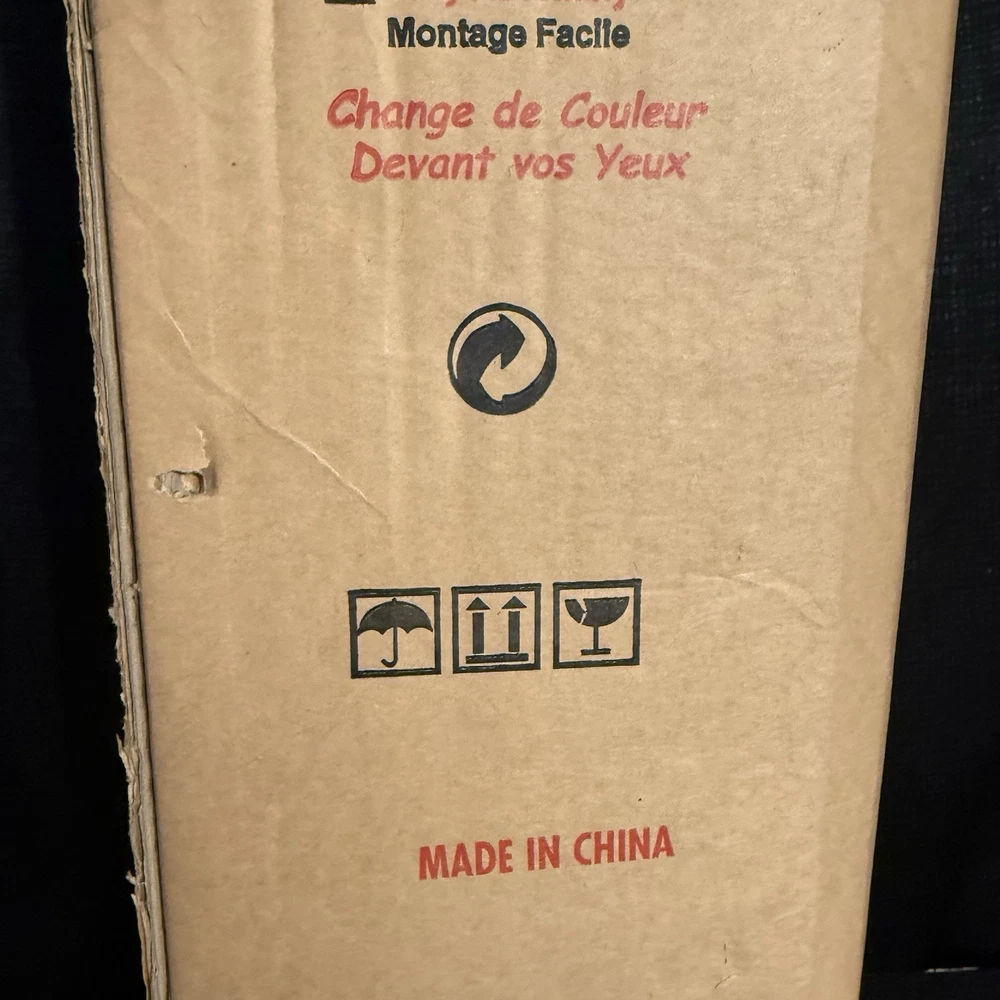 Montage Facile
Change de Couleur
Devant vos Yeux
MADE IN CHINA